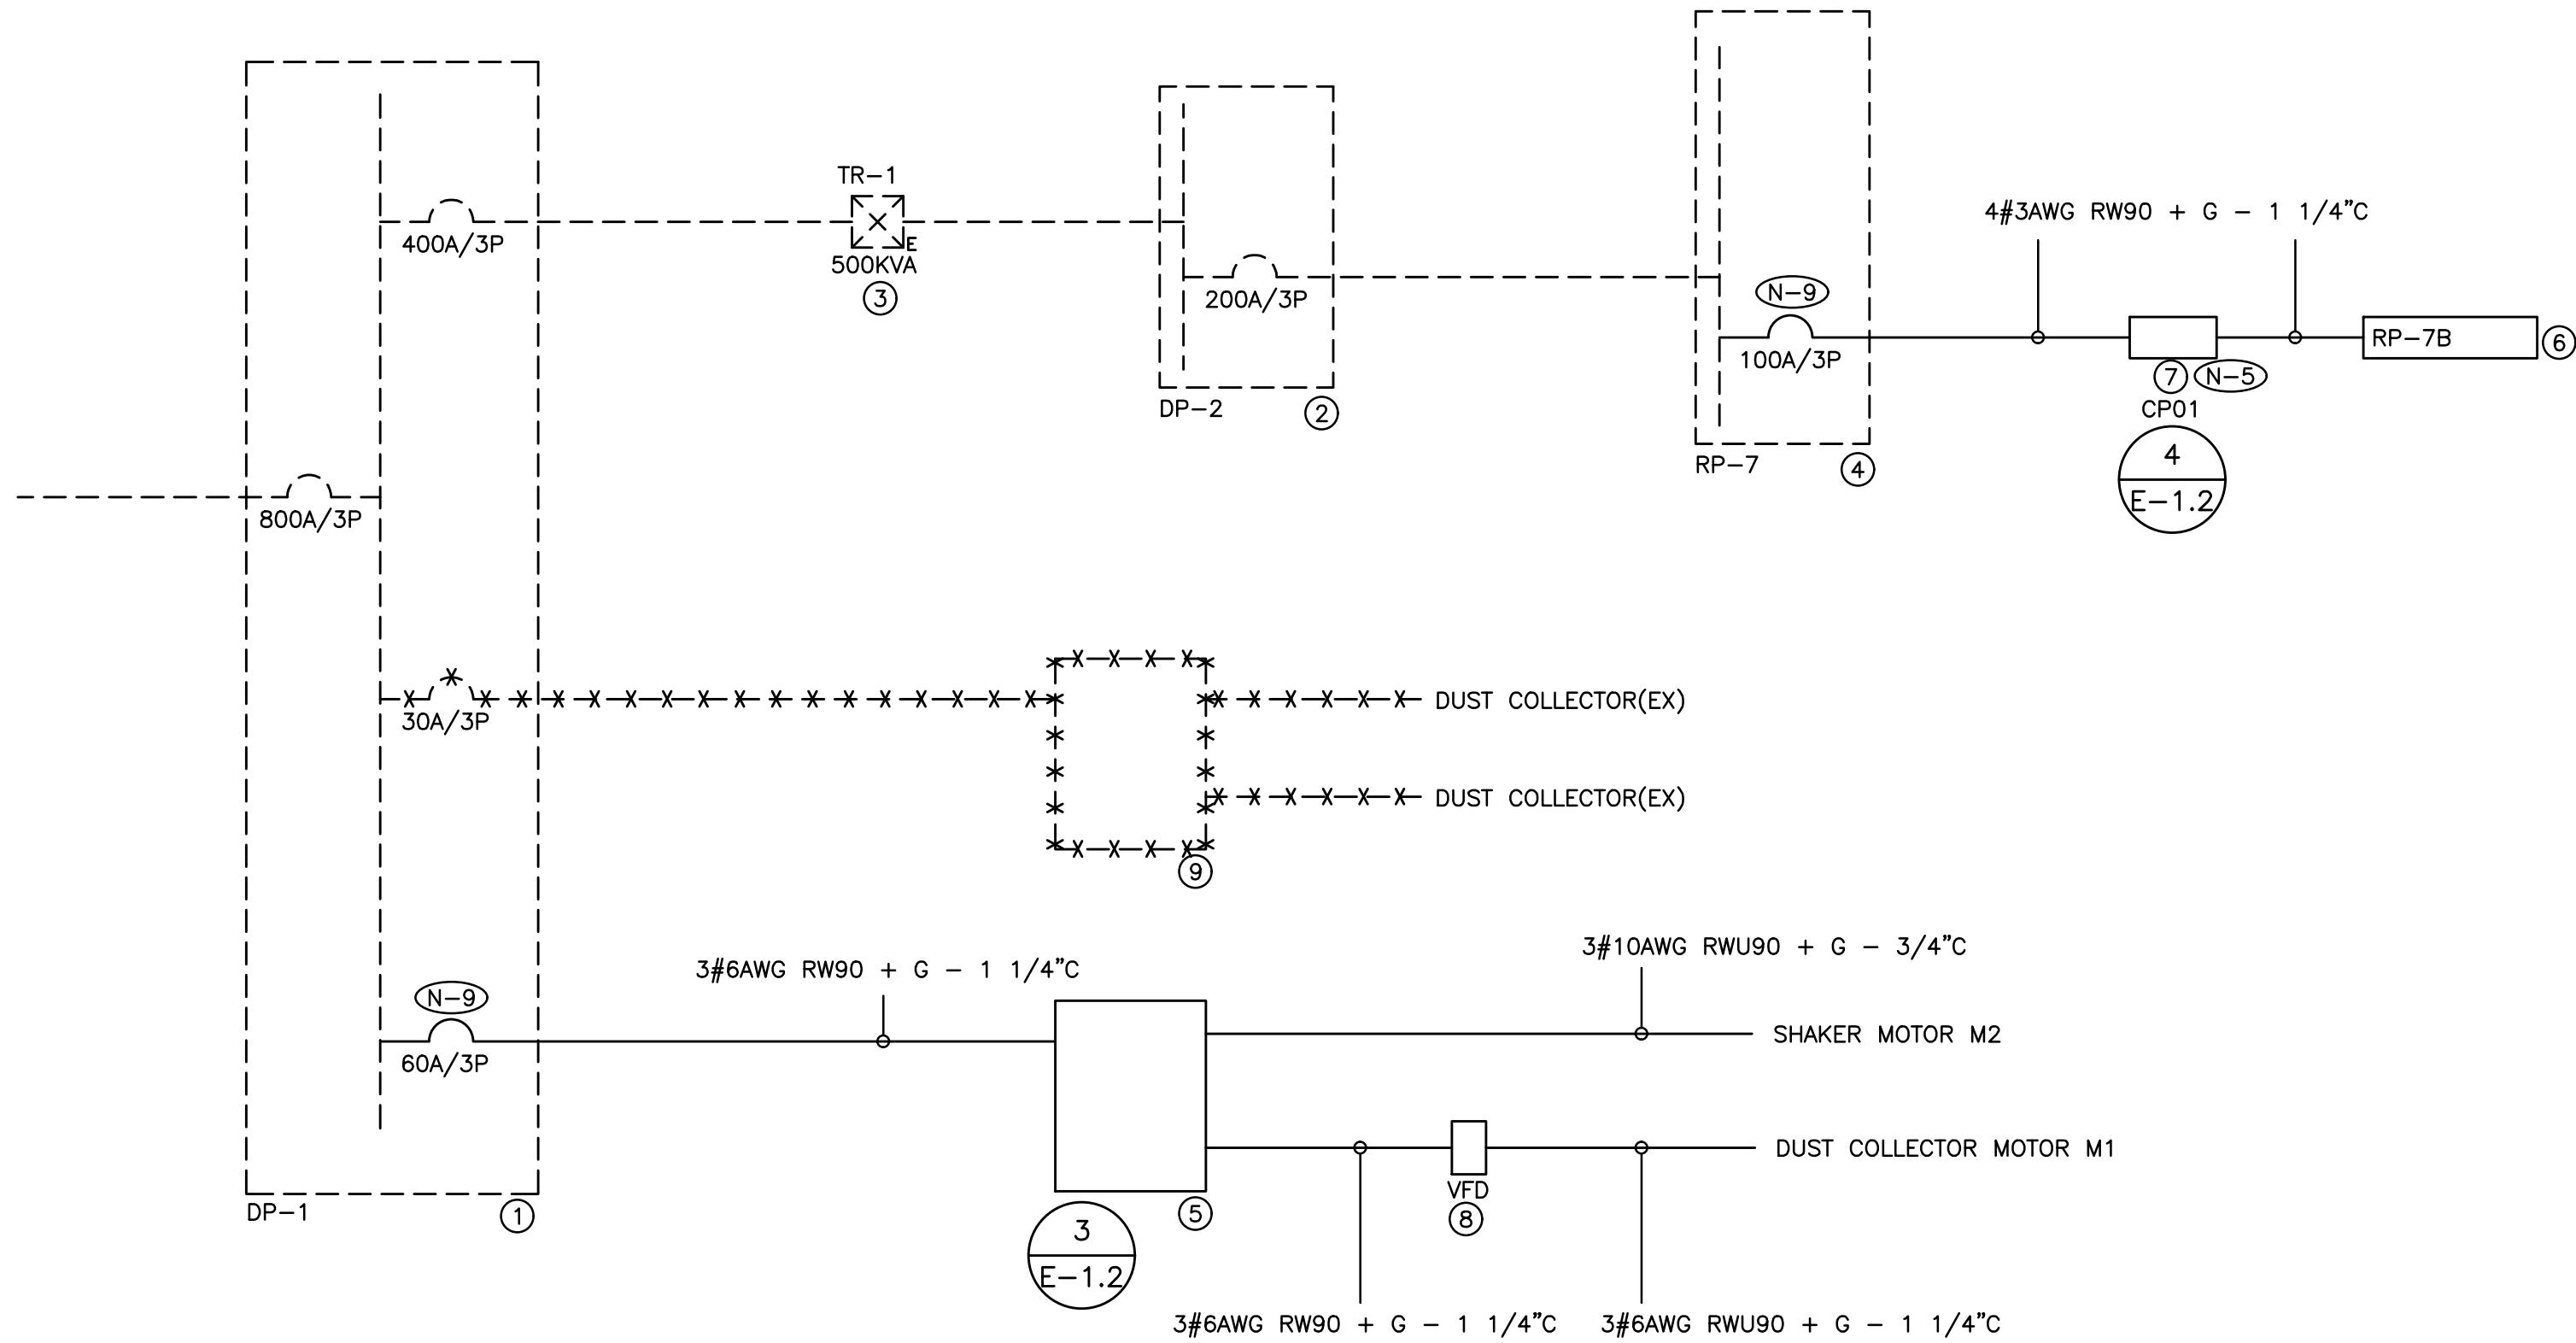 TR-1
400A/3P
E
500KVA
3
200A/3P
DP-2
2
4#3AWG RW90 + G - 1 1/4"C
N-9
100A/3P
RP-7B
6
7
N-5
CP01
4
E-1.2
RP-7
4
800A/3P
30A/3P
DUST COLLECTOR(EX)
DUST COLLECTOR(EX)
9
3#6AWG RW90 + G - 1 1/4"C
3#10AWG RWU90 + G - 3/4"C
N-9
60A/3P
SHAKER MOTOR M2
DUST COLLECTOR MOTOR M1
VFD
8
DP-1
1
5
3
E-1.2
3#6AWG RW90 + G - 1 1/4"C
3#6AWG RWU90 + G - 1 1/4"C